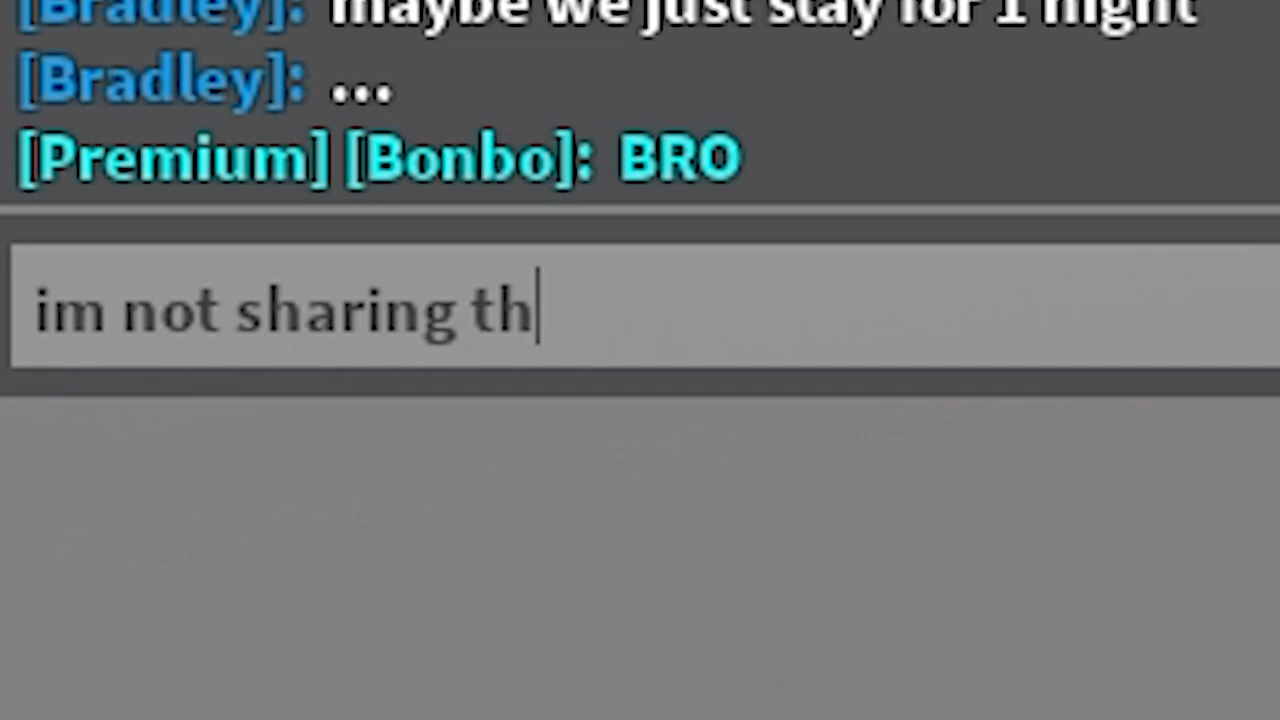 [Bradley]: maybe we just stay for 1 night
[Bradley]: ...
[Premium] [Bonbo]: BRO
im not sharing th